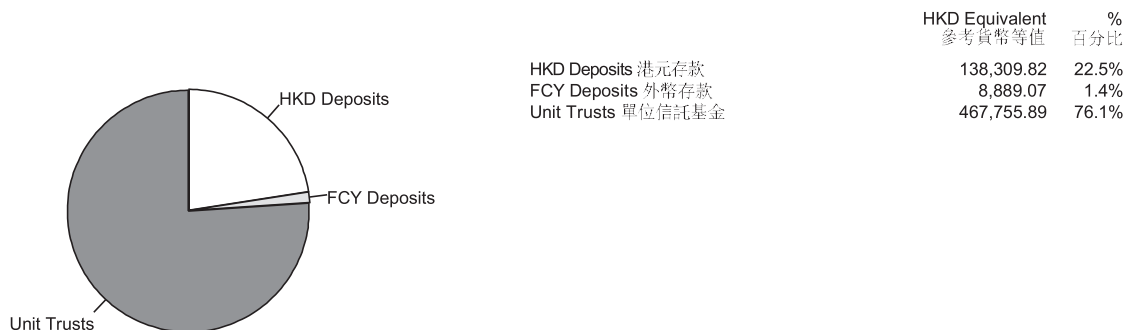 HKD Equivalent %
參考貨幣等值 百分比
HKD Deposits 港元存款 138,309.82 22.5%
FCY Deposits 外幣存款 8,889.07 1.4%
Unit Trusts 單位信託基金 467,755.89 76.1%
HKD Deposits
FCY Deposits
Unit Trusts